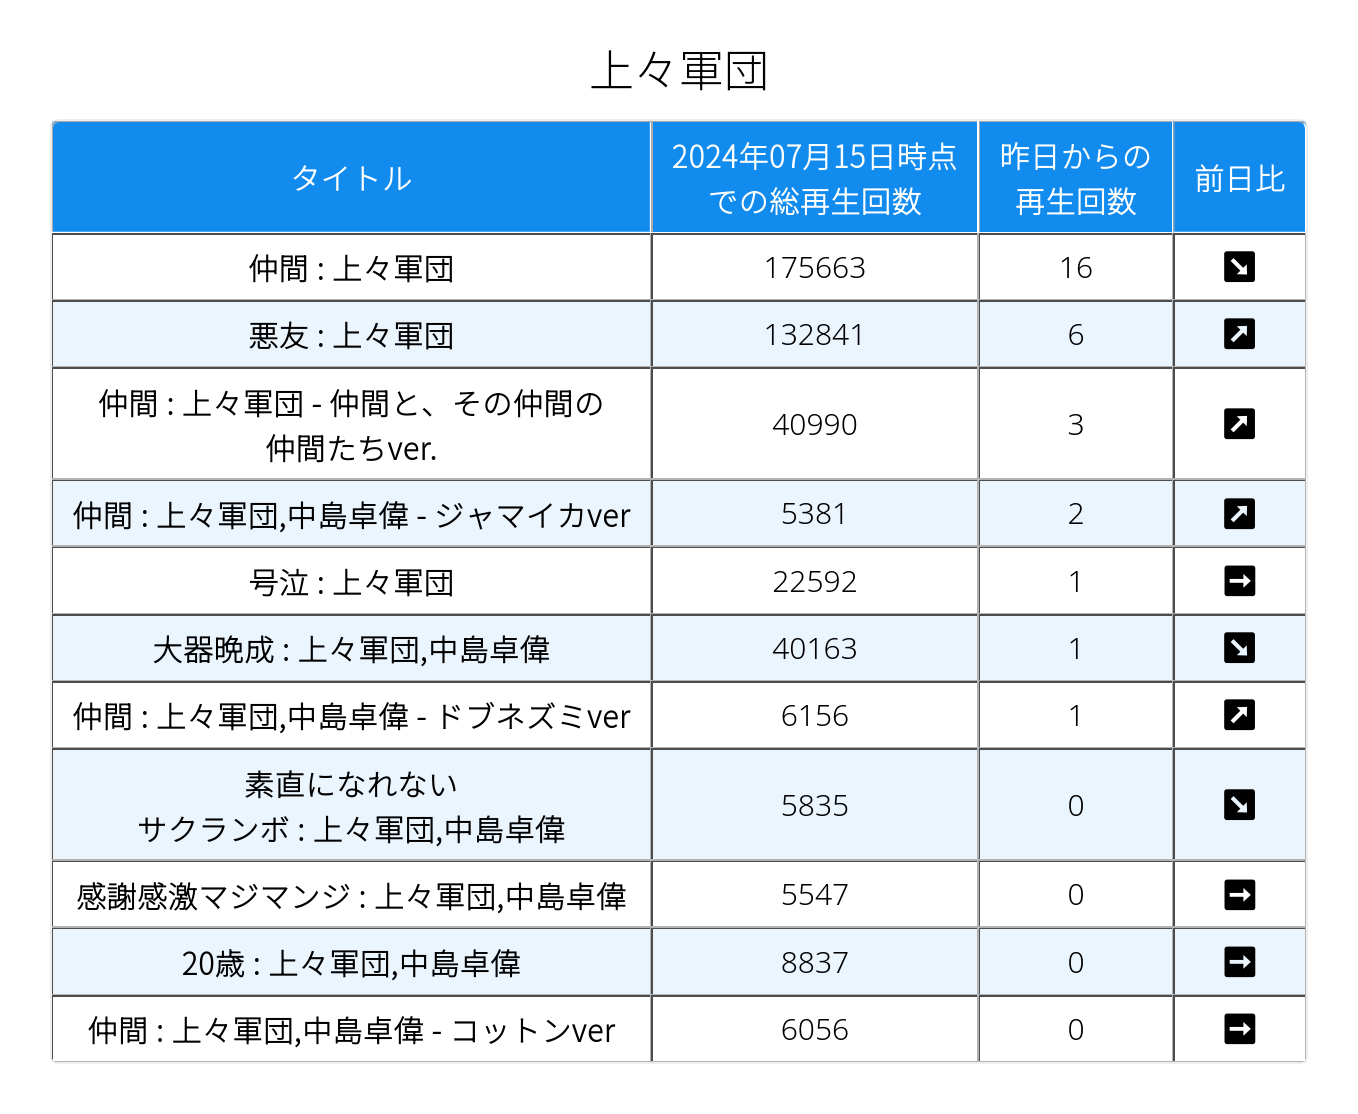 上々軍団
タイトル
2024年07月15日時点
での総再生回数
昨日からの
再生回数
前日比
仲間 : 上々軍団
175663
16
悪友 : 上々軍団
132841
6
仲間 : 上々軍団 - 仲間と、その仲間の
仲間たちver.
40990
3
仲間 : 上々軍団,中島卓偉 - ジャマイカver
5381
2
号泣 : 上々軍団
22592
1
大器晩成 : 上々軍団,中島卓偉
40163
1
仲間 : 上々軍団,中島卓偉 - ドブネズミver
6156
1
素直になれない
サクランボ : 上々軍団,中島卓偉
5835
0
感謝感激マジマンジ : 上々軍団,中島卓偉
5547
0
20歳 : 上々軍団,中島卓偉
8837
0
仲間 : 上々軍団,中島卓偉 - コットンver
6056
0